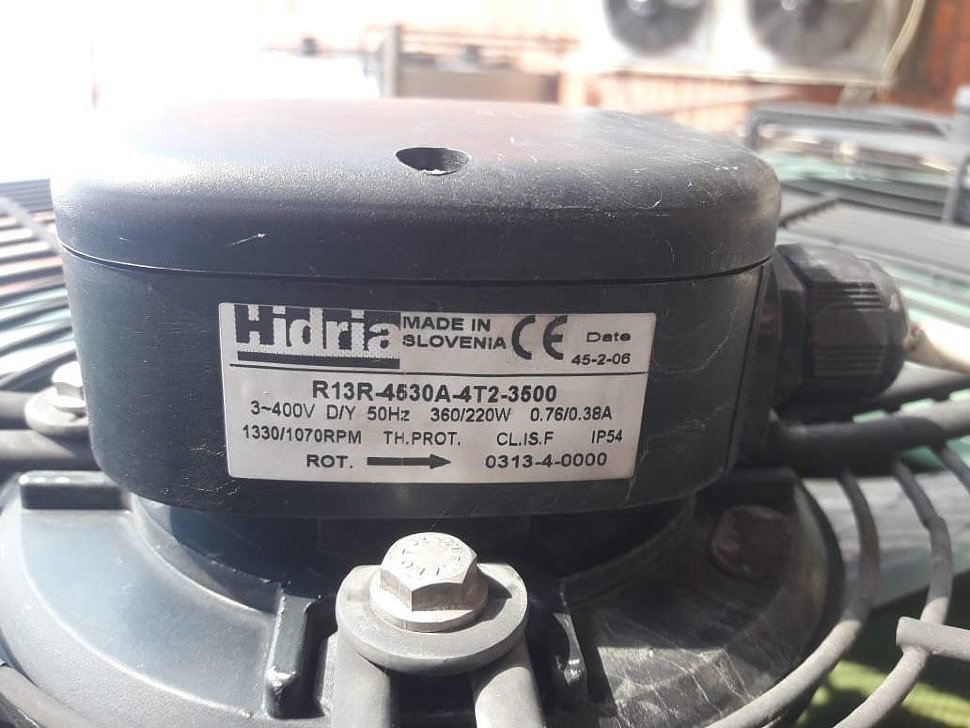 Hidria MADE IN SLOVENIA CE Date
45-2-06
R13R-4530A-4T2-3500
3~400V D/Y 50Hz 360/220W 0.76/0.38A
1330/1070RPM TH.PROT. CL.IS.F IP54
ROT. 0313-4-0000